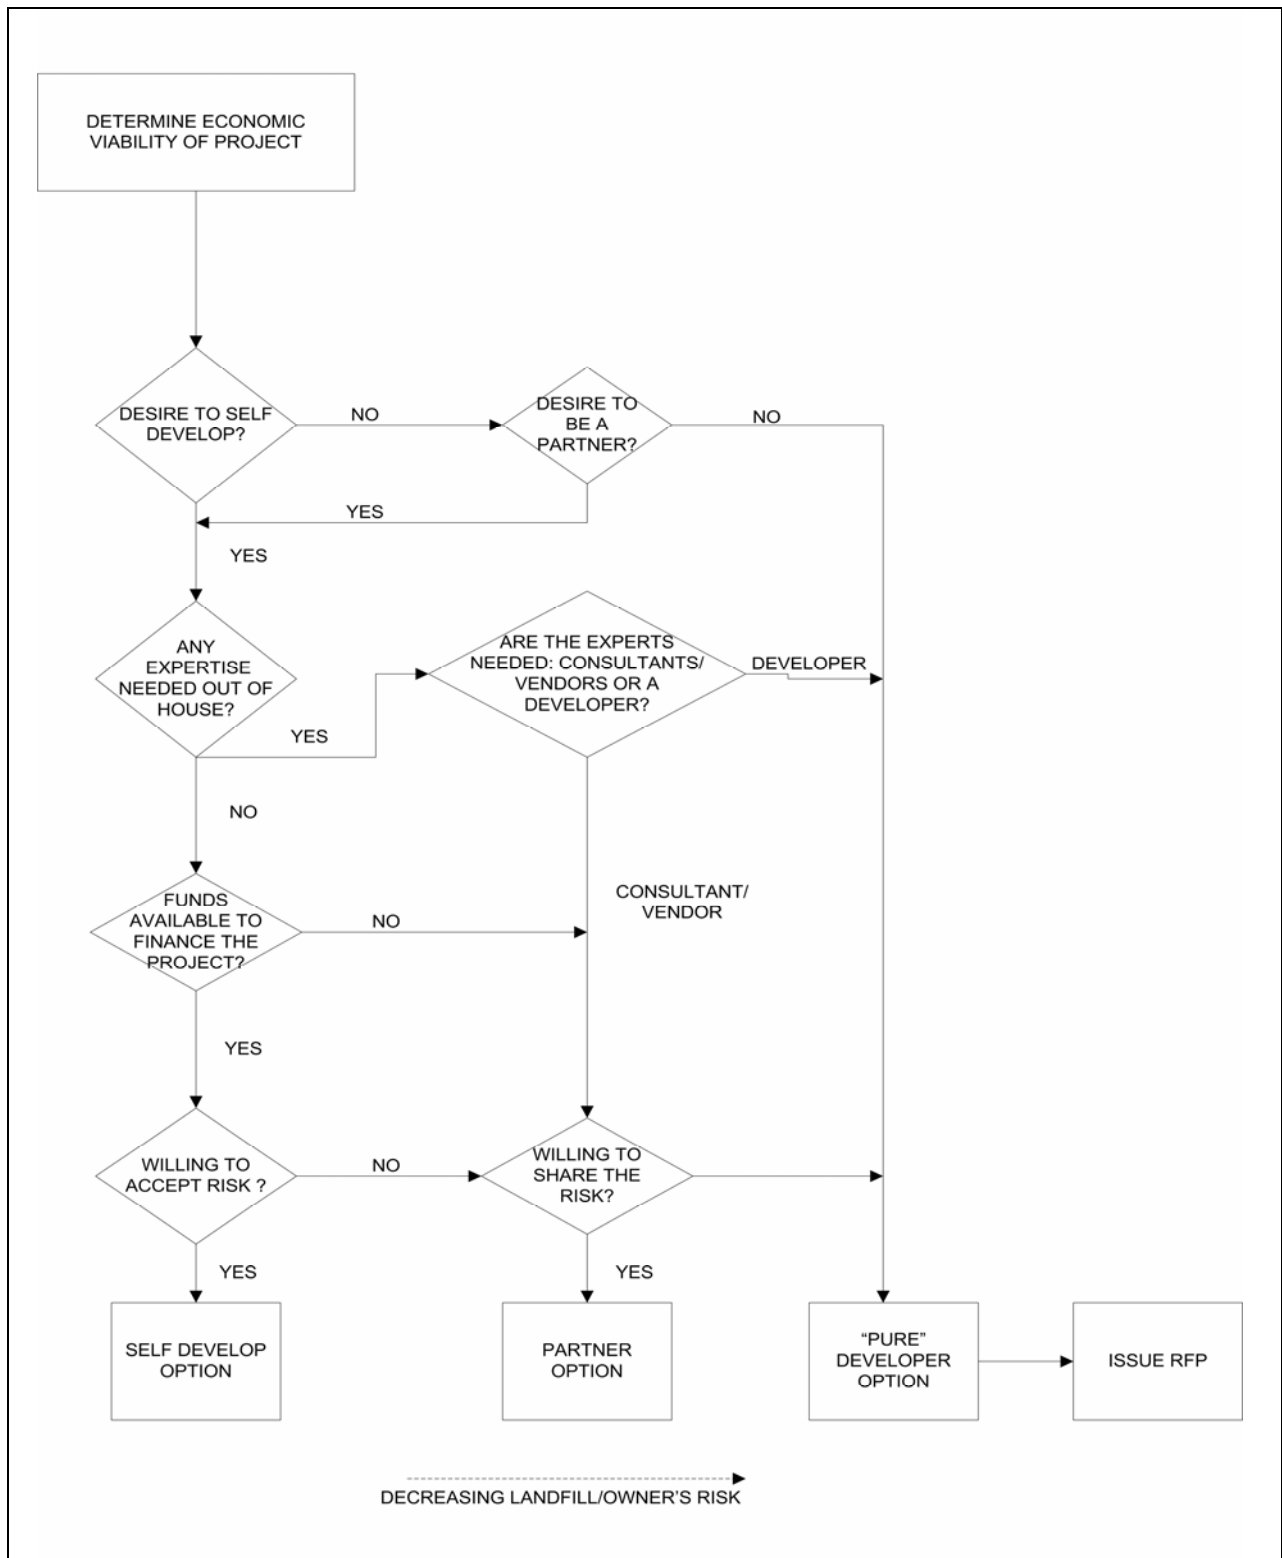 DETERMINE ECONOMIC
VIABILITY OF PROJECT
DESIRE TO SELF
DEVELOP?
NO
DESIRE TO
BE A
PARTNER?
NO
YES
YES
ANY
EXPERTISE
NEEDED OUT OF
HOUSE?
YES
ARE THE EXPERTS
NEEDED: CONSULTANTS/
VENDORS OR A
DEVELOPER?
DEVELOPER
NO
CONSULTANT/
VENDOR
FUNDS
AVAILABLE TO
FINANCE THE
PROJECT?
NO
YES
WILLING TO
ACCEPT RISK ?
NO
WILLING TO
SHARE THE
RISK?
YES
YES
SELF DEVELOP
OPTION
PARTNER
OPTION
“PURE”
DEVELOPER
OPTION
ISSUE RFP
DECREASING LANDFILL/OWNER’S RISK